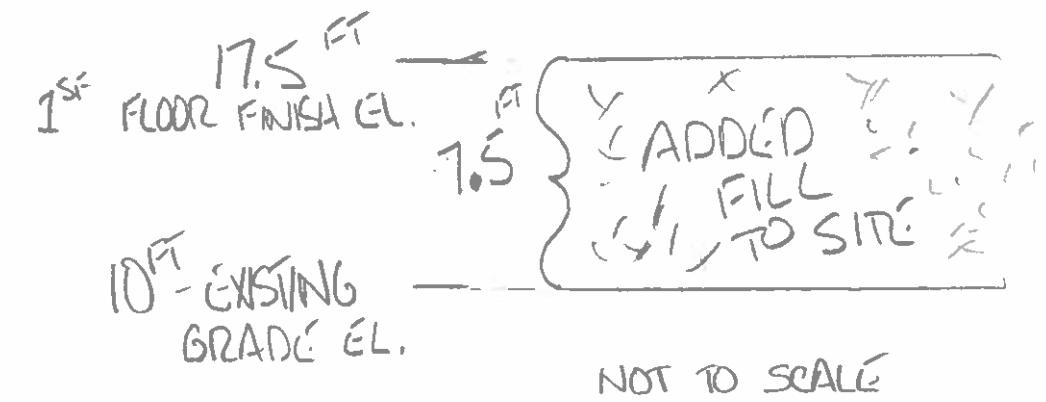 17.5 FT
1ST FLOOR FINISH EL.
7.5 FT
ADDED
FILL
TO SITE
10 FT - EXISTING
GRADE EL.
NOT TO SCALE